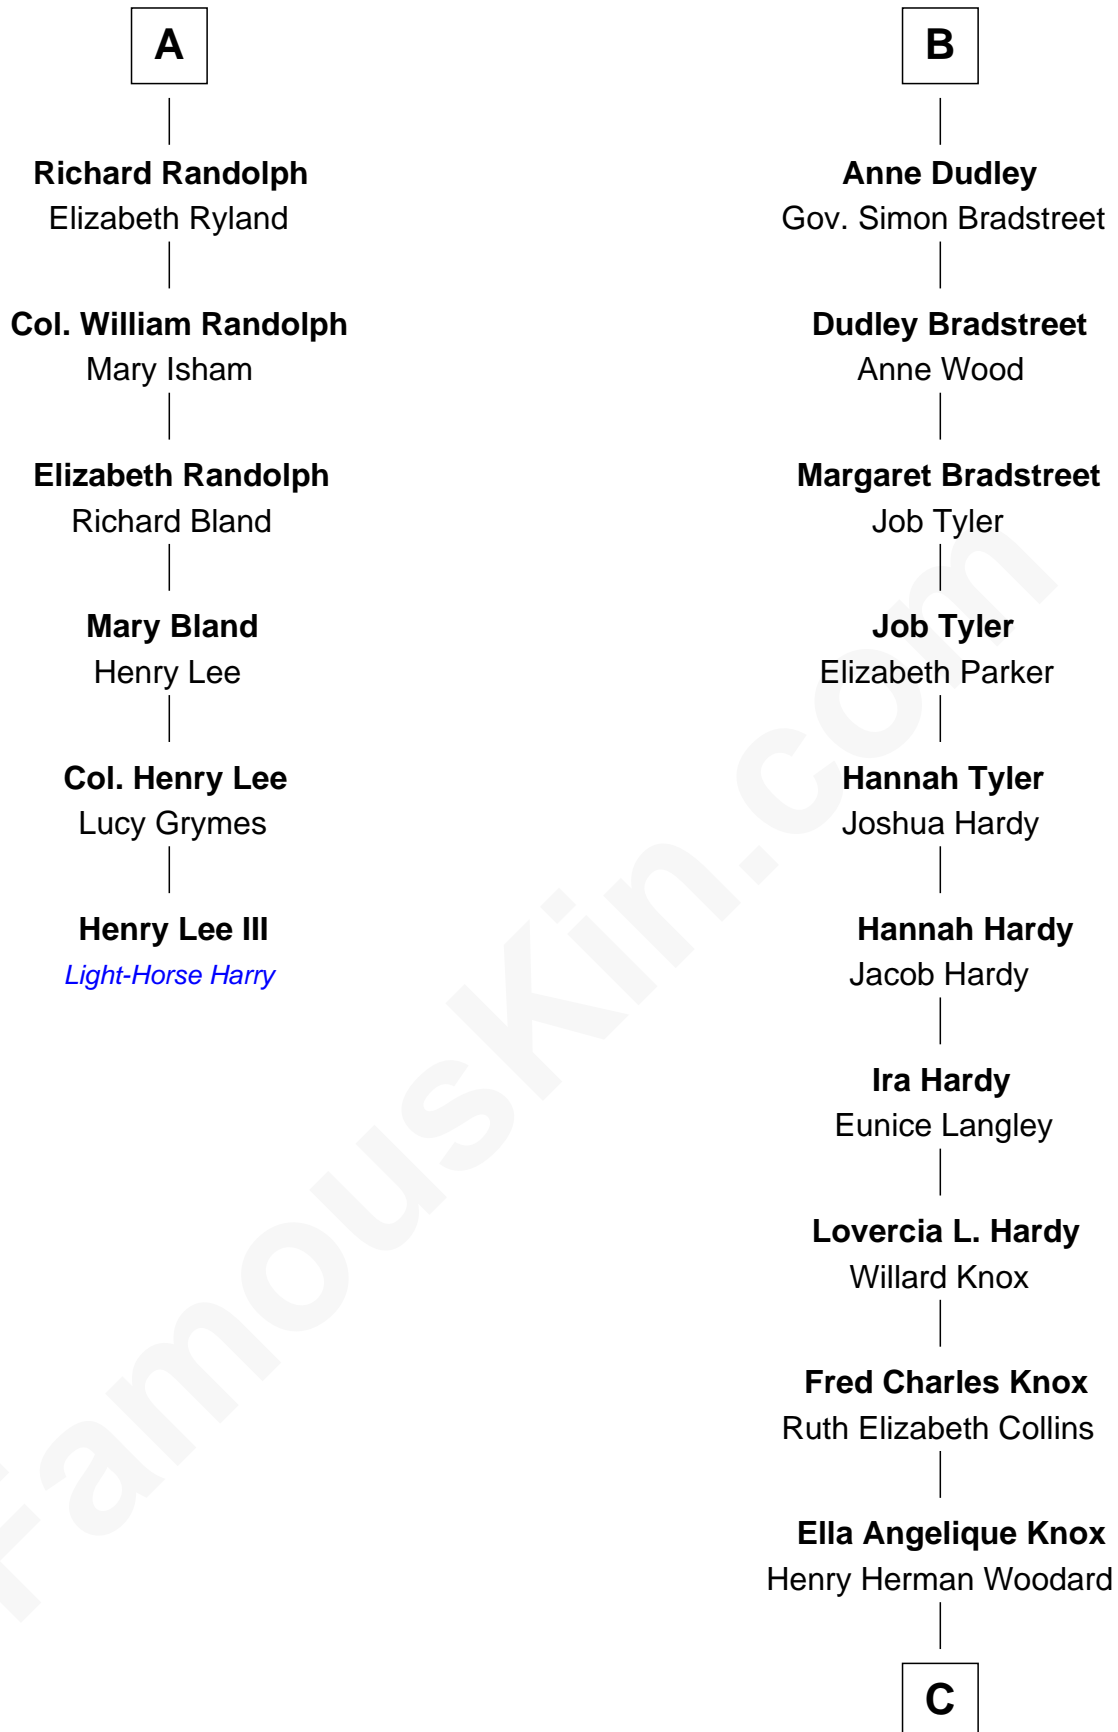 A
Richard Randolph
Elizabeth Ryland
Col. William Randolph
Mary Isham
Elizabeth Randolph
Richard Bland
Mary Bland
Henry Lee
Col. Henry Lee
Lucy Grymes
Henry Lee III
Light-Horse Harry
B
Anne Dudley
Gov. Simon Bradstreet
Dudley Bradstreet
Anne Wood
Margaret Bradstreet
Job Tyler
Job Tyler
Elizabeth Parker
Hannah Tyler
Joshua Hardy
Hannah Hardy
Jacob Hardy
Ira Hardy
Eunice Langley
Lovercia L. Hardy
Willard Knox
Fred Charles Knox
Ruth Elizabeth Collins
Ella Angelique Knox
Henry Herman Woodard
C
FamousKin.com